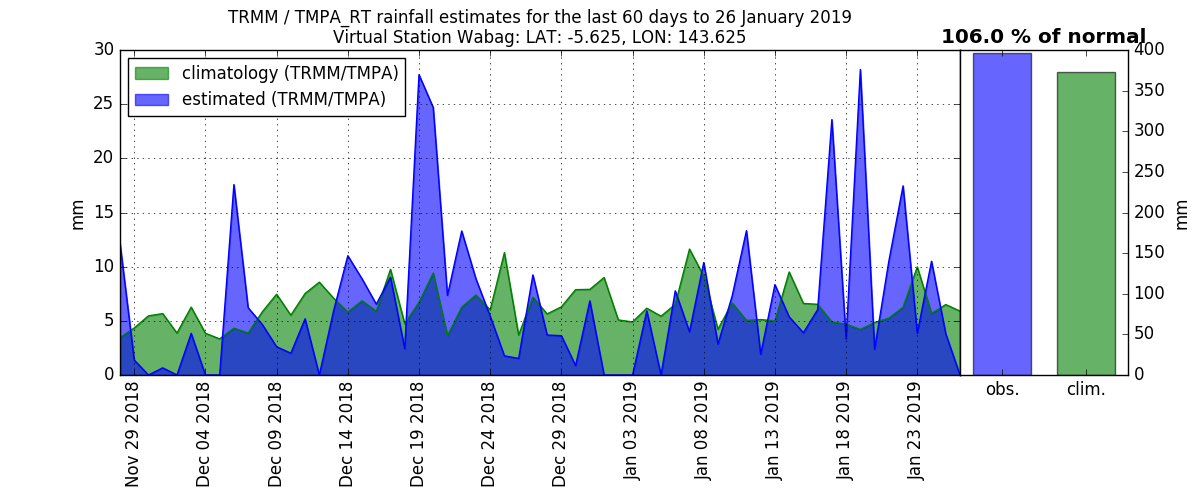 TRMM / TMPA_RT rainfall estimates for the last 60 days to 26 January 2019
Virtual Station Wabag: LAT: -5.625, LON: 143.625
106.0 % of normal
climatology (TRMM/TMPA)
estimated (TRMM/TMPA)
30
25
20
15
10
5
0
mm
400
350
300
250
200
150
100
50
0
mm
Nov 29 2018
Dec 04 2018
Dec 09 2018
Dec 14 2018
Dec 19 2018
Dec 24 2018
Dec 29 2018
Jan 03 2019
Jan 08 2019
Jan 13 2019
Jan 18 2019
Jan 23 2019
obs.
clim.